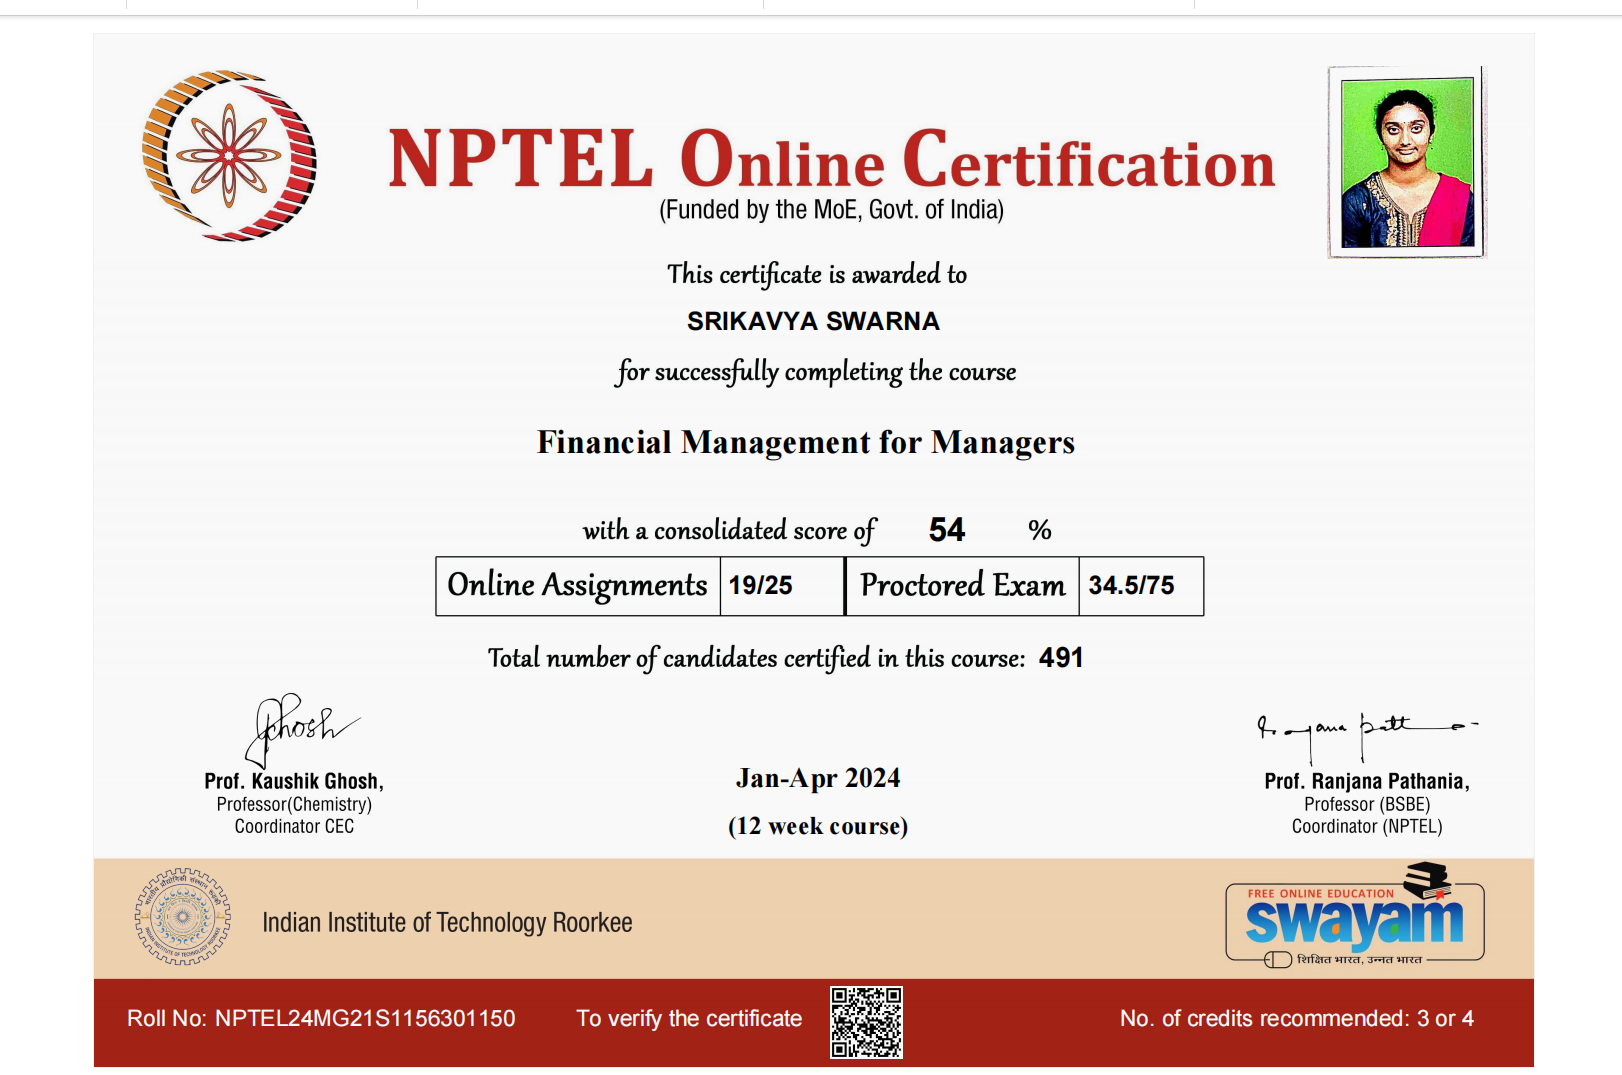 NPTEL Online Certification
(Funded by the MoE, Govt. of India)
This certificate is awarded to
SRIKAVYA SWARNA
for successfully completing the course
Financial Management for Managers
with a consolidated score of 54 %
Online Assignments 19/25 Proctored Exam 34.5/75
Total number of candidates certified in this course: 491
Prof. Kaushik Ghosh,
Professor(Chemistry)
Coordinator CEC
Jan-Apr 2024
(12 week course)
Prof. Ranjana Pathania,
Professor (BSBE)
Coordinator (NPTEL)
Indian Institute of Technology Roorkee
FREE ONLINE EDUCATION
swayam
शिक्षित भारत, उन्नत भारत
Roll No: NPTEL24MG21S1156301150
To verify the certificate
No. of credits recommended: 3 or 4